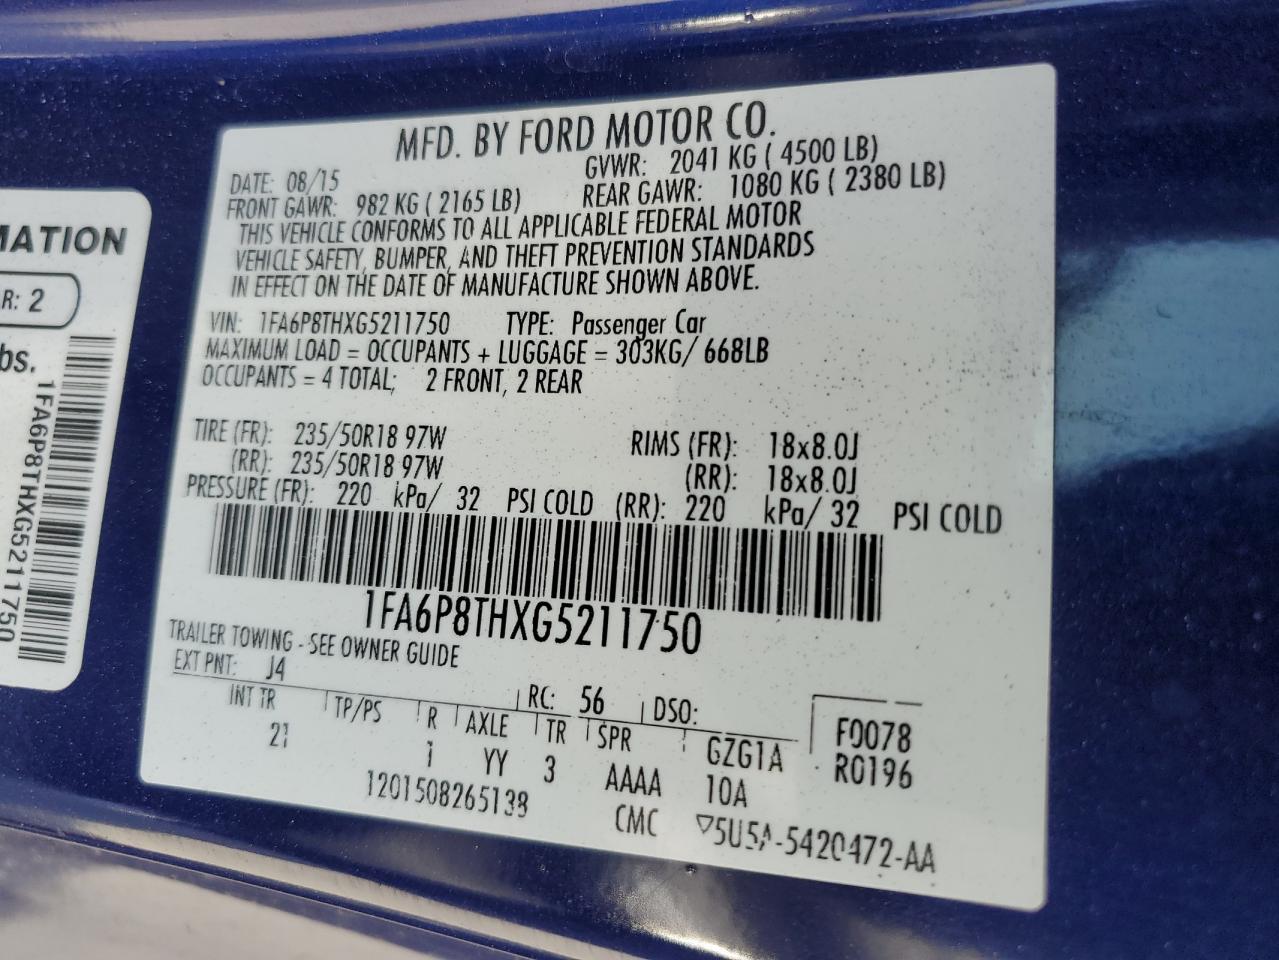 MATION
R: 2
bs.
1FA6P8THXG5211750
MFD. BY FORD MOTOR CO.
DATE: 08/15 GVWR: 2041 KG ( 4500 LB)
FRONT GAWR: 982 KG ( 2165 LB) REAR GAWR: 1080 KG ( 2380 LB)
THIS VEHICLE CONFORMS TO ALL APPLICABLE FEDERAL MOTOR
VEHICLE SAFETY, BUMPER, AND THEFT PREVENTION STANDARDS
IN EFFECT ON THE DATE OF MANUFACTURE SHOWN ABOVE.
VIN: 1FA6P8THXG5211750 TYPE: Passenger Car
MAXIMUM LOAD = OCCUPANTS + LUGGAGE = 303KG/ 668LB
OCCUPANTS = 4 TOTAL; 2 FRONT, 2 REAR
TIRE (FR): 235/50R18 97W RIMS (FR): 18x8.0J
(RR): 235/50R18 97W (RR): 18x8.0J
PRESSURE (FR): 220 kPa/ 32 PSI COLD (RR): 220 kPa/ 32 PSI COLD
1FA6P8THXG5211750
TRAILER TOWING - SEE OWNER GUIDE
EXT PNT: J4 RC: 56 DSO: F0078
INT TR TP/PS R AXLE TR SPR GZG1A R0196
21 1 YY 3 AAAA 10A
1201508265138 CMC ▽5U5A-5420472-AA